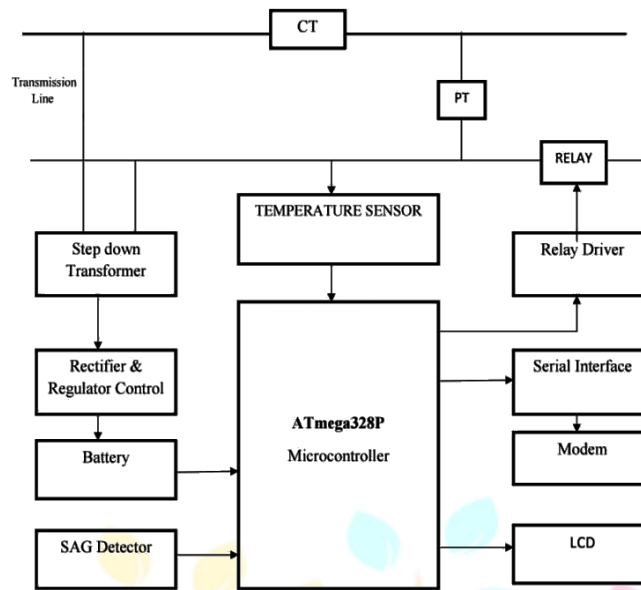 CT
Transmission
Line
PT
RELAY
TEMPERATURE SENSOR
Step down
Transformer
Relay Driver
Rectifier &
Regulator Control
Serial Interface
ATmega328P
Microcontroller
Battery
Modem
SAG Detector
LCD